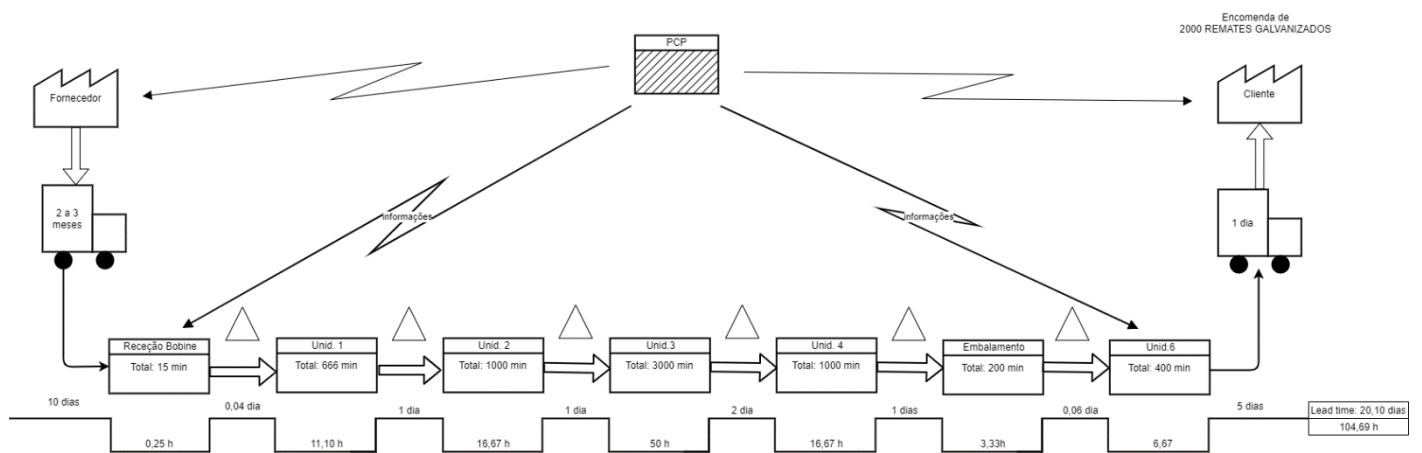 Encomenda de
2000 REMATES GALVANIZADOS
PCP
Fornecedor
Cliente
2 a 3
meses
1 dia
informações
informações
Receção Bobine
Total: 15 min
Unid. 1
Total: 666 min
Unid. 2
Total: 1000 min
Unid.3
Total: 3000 min
Unid. 4
Total: 1000 min
Embalamento
Total: 200 min
Unid.6
Total: 400 min
10 dias
0,04 dia
1 dia
1 dia
2 dia
1 dias
0,06 dia
5 dias
Lead time: 20,10 dias
104,69 h
0,25 h
11,10 h
16,67 h
50 h
16,67 h
3,33h
6,67